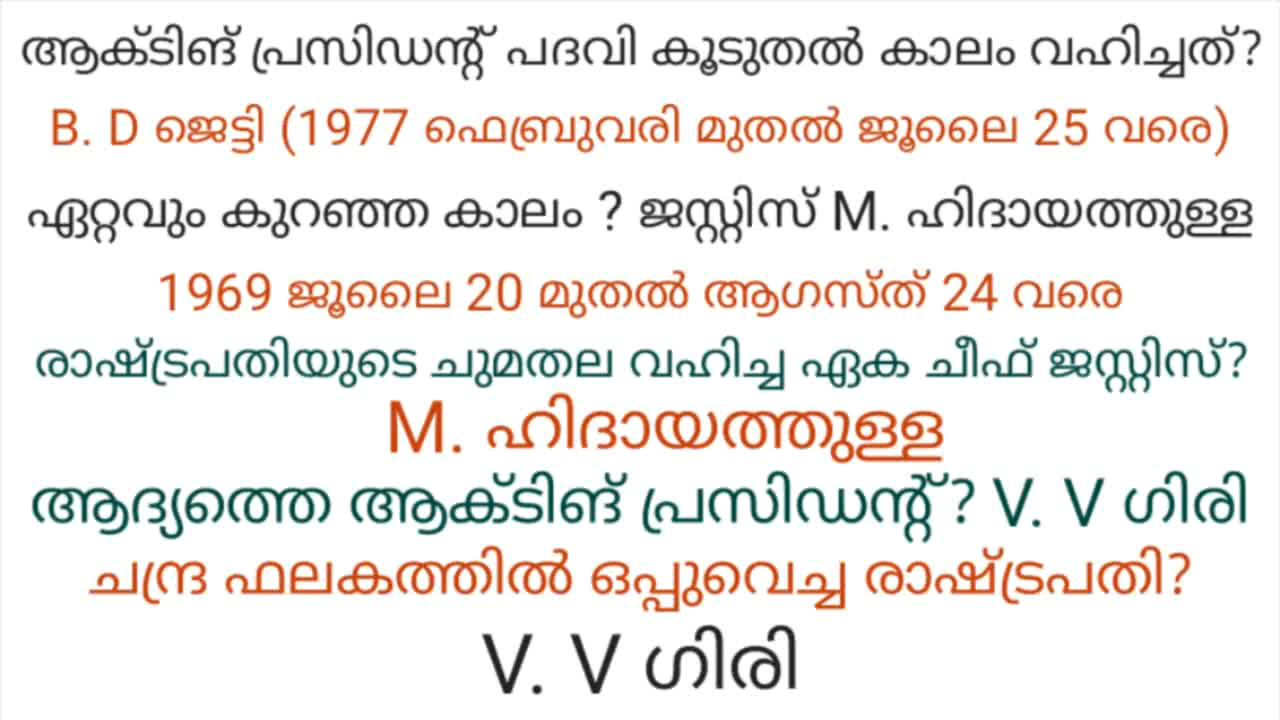 ആക്ടിങ് പ്രസിഡന്റ് പദവി കൂടുതൽ കാലം വഹിച്ചത്?
B. D ജെട്ടി (1977 ഫെബ്രുവരി മുതൽ ജൂലൈ 25 വരെ)
ഏറ്റവും കുറഞ്ഞ കാലം ? ജസ്റ്റിസ് M. ഹിദായത്തുള്ള
1969 ജൂലൈ 20 മുതൽ ആഗസ്ത് 24 വരെ
രാഷ്ട്രപതിയുടെ ചുമതല വഹിച്ച ഏക ചീഫ് ജസ്റ്റിസ്?
M. ഹിദായത്തുള്ള
ആദ്യത്തെ ആക്ടിങ് പ്രസിഡന്റ്? V. V ഗിരി
ചന്ദ്ര ഫലകത്തിൽ ഒപ്പുവെച്ച രാഷ്ട്രപതി?
V. V ഗിരി